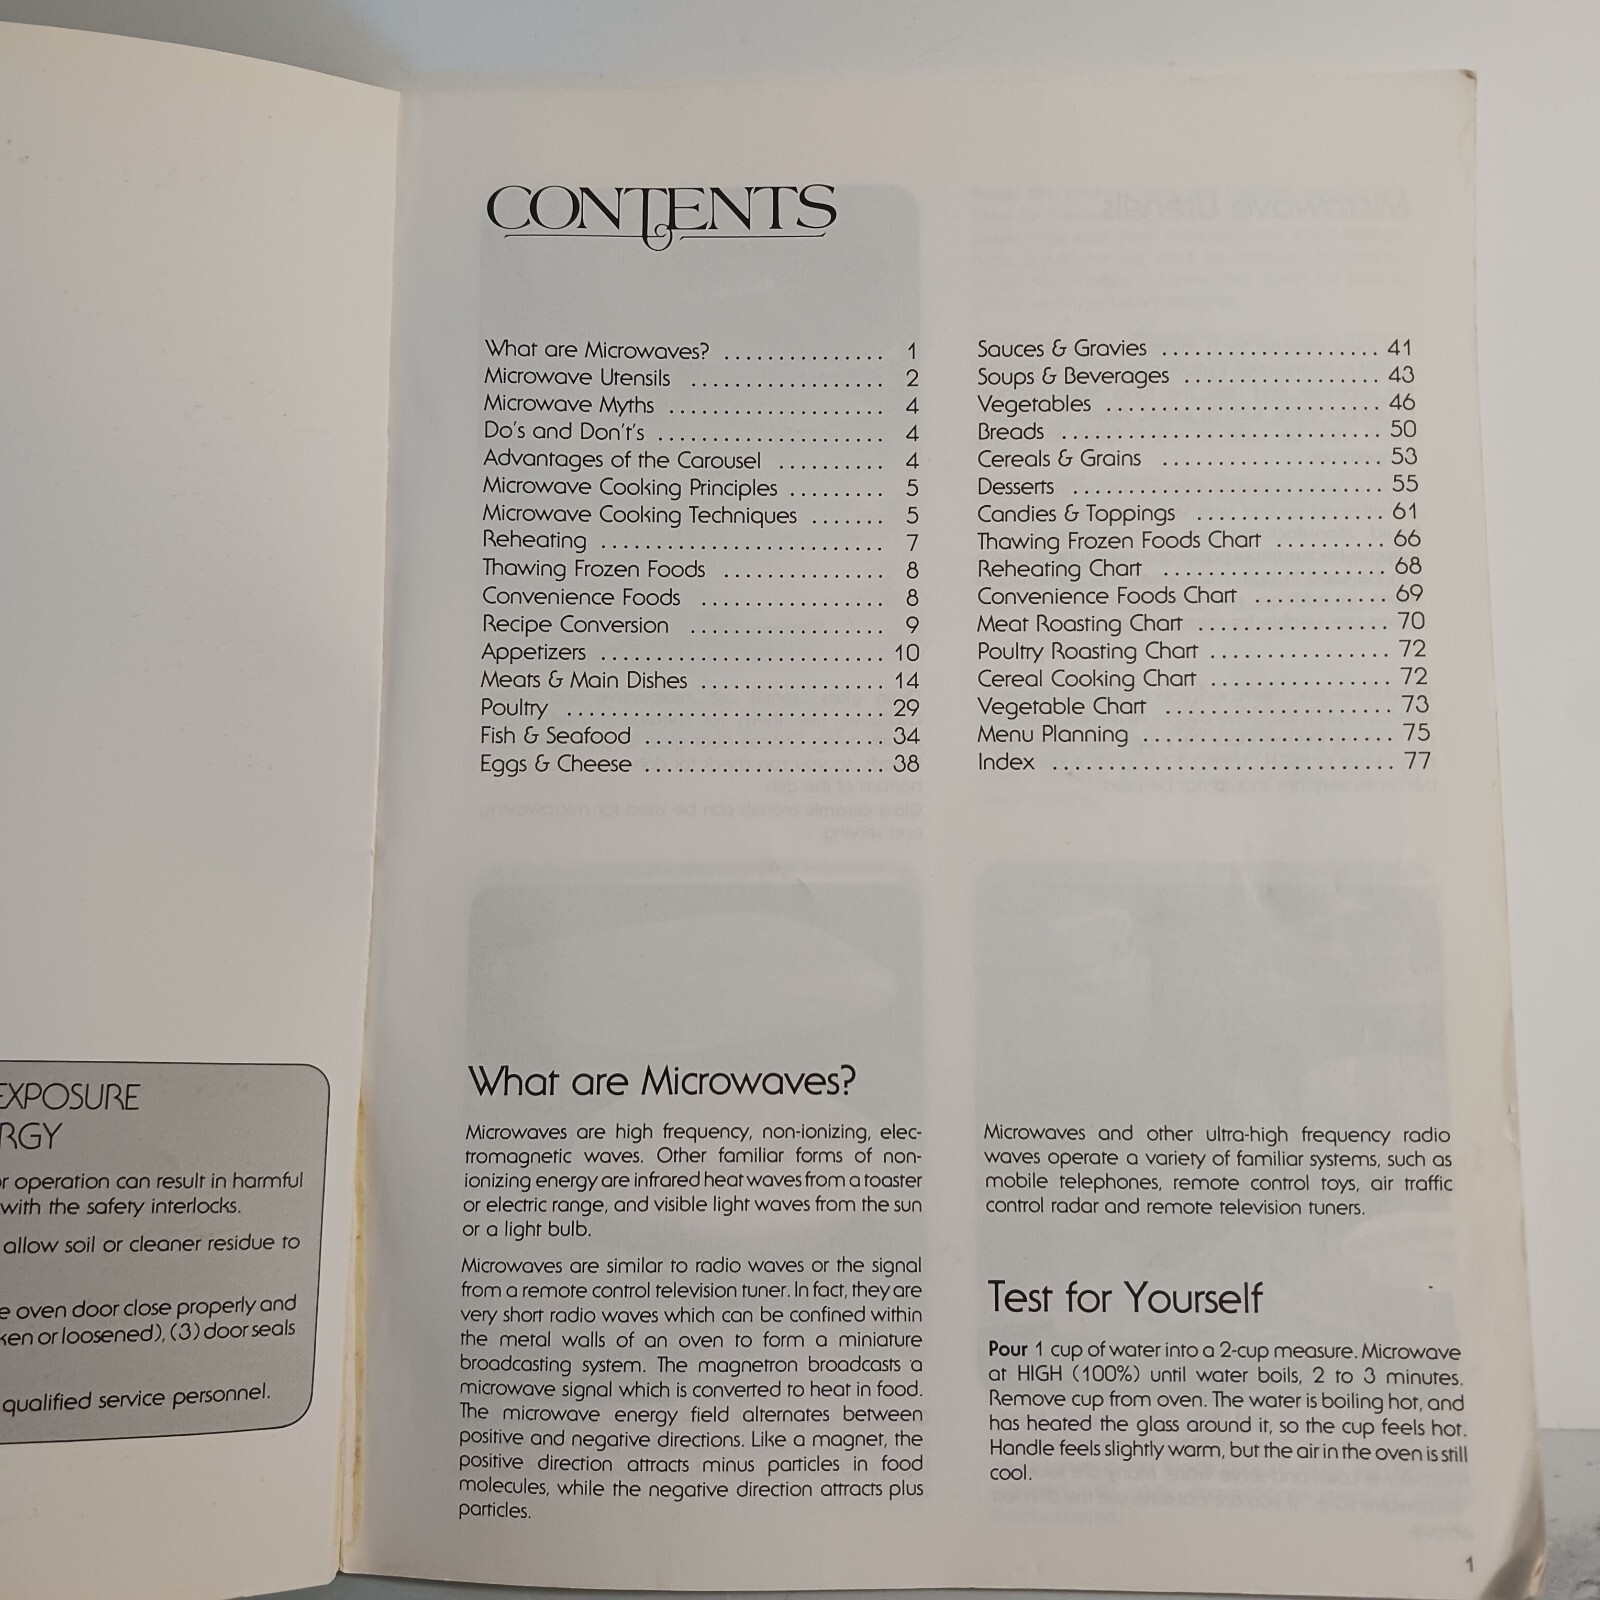 EXPOSURE
RGY
operation can result in harmful
with the safety interlocks.
allow soil or cleaner residue to
oven door close properly and
or loosened), (3) door seals
qualified service personnel.
CONTENTS
What are Microwaves? ............... 1
Microwave Utensils .................. 2
Microwave Myths .................... 4
Do's and Don't's ..................... 4
Advantages of the Carousel .......... 4
Microwave Cooking Principles ......... 5
Microwave Cooking Techniques ....... 5
Reheating .......................... 7
Thawing Frozen Foods ............... 8
Convenience Foods ................. 8
Recipe Conversion .................. 9
Appetizers .......................... 10
Meats & Main Dishes ................. 14
Poultry ............................. 29
Fish & Seafood ...................... 34
Eggs & Cheese ...................... 38
Sauces & Gravies .................... 41
Soups & Beverages .................. 43
Vegetables ......................... 46
Breads ............................. 50
Cereals & Grains .................... 53
Desserts ............................ 55
Candies & Toppings ................. 61
Thawing Frozen Foods Chart .......... 66
Reheating Chart .................... 68
Convenience Foods Chart ............ 69
Meat Roasting Chart ................. 70
Poultry Roasting Chart ................ 72
Cereal Cooking Chart ................ 72
Vegetable Chart .................... 73
Menu Planning ...................... 75
Index ............................... 77
What are Microwaves?
Microwaves are high frequency, non-ionizing, elec-
tromagnetic waves. Other familiar forms of non-
ionizing energy are infrared heat waves from a toaster
or electric range, and visible light waves from the sun
or a light bulb.
Microwaves are similar to radio waves or the signal
from a remote control television tuner. In fact, they are
very short radio waves which can be confined within
the metal walls of an oven to form a miniature
broadcasting system. The magnetron broadcasts a
microwave signal which is converted to heat in food.
The microwave energy field alternates between
positive and negative directions. Like a magnet, the
positive direction attracts minus particles in food
molecules, while the negative direction attracts plus
particles.
Microwaves and other ultra-high frequency radio
waves operate a variety of familiar systems, such as
mobile telephones, remote control toys, air traffic
control radar and remote television tuners.
Test for Yourself
Pour 1 cup of water into a 2-cup measure. Microwave
at HIGH (100%) until water boils, 2 to 3 minutes.
Remove cup from oven. The water is boiling hot, and
has heated the glass around it, so the cup feels hot.
Handle feels slightly warm, but the air in the oven is still
cool.
1